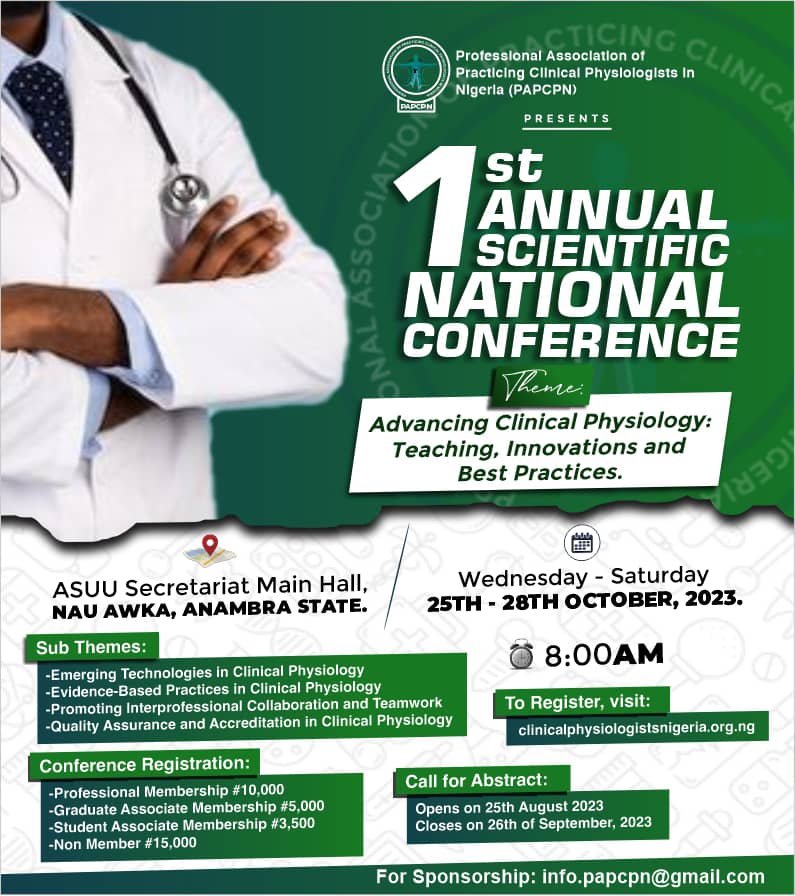 PAPCPN
Professional Association of
Practicing Clinical Physiologists in
Nigeria (PAPCPN)
PRESENTS
1st
ANNUAL
SCIENTIFIC
NATIONAL
CONFERENCE
Theme:
Advancing Clinical Physiology:
Teaching, Innovations and
Best Practices.
ASUU Secretariat Main Hall,
NAU AWKA, ANAMBRA STATE.
Wednesday - Saturday
25TH - 28TH OCTOBER, 2023.
8:00AM
Sub Themes:
-Emerging Technologies in Clinical Physiology
-Evidence-Based Practices in Clinical Physiology
-Promoting Interprofessional Collaboration and Teamwork
-Quality Assurance and Accreditation in Clinical Physiology
To Register, visit:
clinicalphysiologistsnigeria.org.ng
Conference Registration:
-Professional Membership #10,000
-Graduate Associate Membership #5,000
-Student Associate Membership #3,500
-Non Member #15,000
Call for Abstract:
Opens on 25th August 2023
Closes on 26th of September, 2023
For Sponsorship: info.papcpn@gmail.com